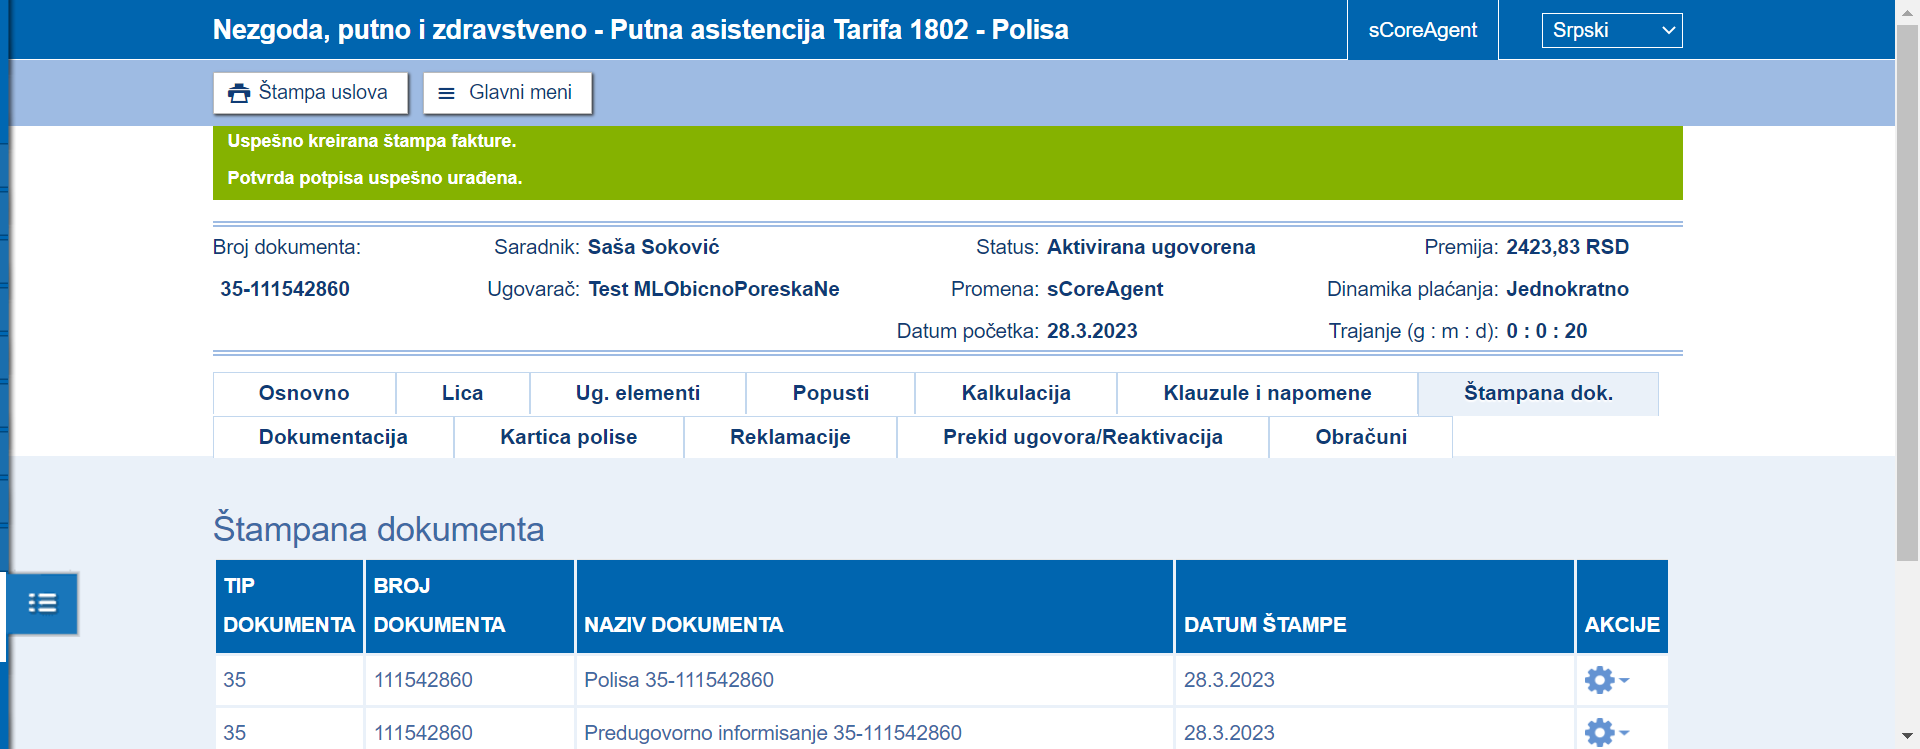 Nezgoda, putno i zdravstveno - Putna asistencija Tarifa 1802 - Polisa
sCoreAgent
Srpski
Štampa uslova
Glavni meni
Uspešno kreirana štampa fakture.
Potvrda potpisa uspešno urađena.
Broj dokumenta: Saradnik: Saša Soković Status: Aktivirana ugovorena Premija: 2423,83 RSD
35-111542860 Ugovarač: Test MLObicnoPoreskaNe Promena: sCoreAgent Dinamika plaćanja: Jednokratno
Datum početka: 28.3.2023 Trajanje (g : m : d): 0 : 0 : 20
Osnovno Lica Ug. elementi Popusti Kalkulacija Klauzule i napomene Štampana dok.
Dokumentacija Kartica polise Reklamacije Prekid ugovora/Reaktivacija Obračuni
Štampana dokumenta
TIP BROJ
DOKUMENTA DOKUMENTA NAZIV DOKUMENTA DATUM ŠTAMPE AKCIJE
35 111542860 Polisa 35-111542860 28.3.2023
35 111542860 Predugovorno informisanje 35-111542860 28.3.2023